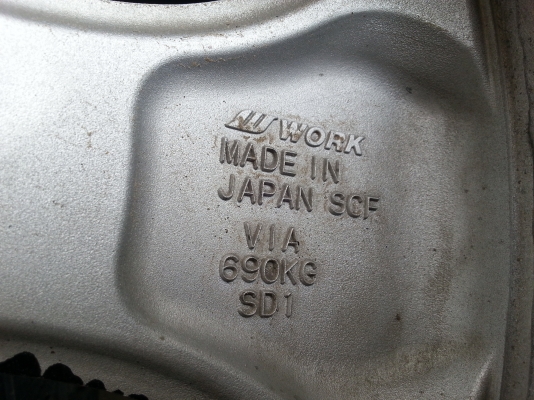 WORK
MADE IN
JAPAN SCF
VIA
690KG
SD1